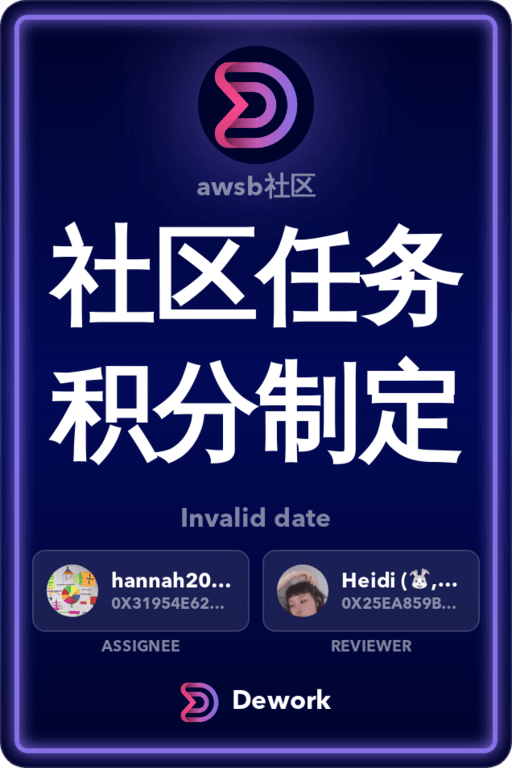 awsb社区
社区任务
积分制定
Invalid date
hannah20...
0X31954E62...
ASSIGNEE
Heidi (🐰,...
0X25EA859B...
REVIEWER
Dework